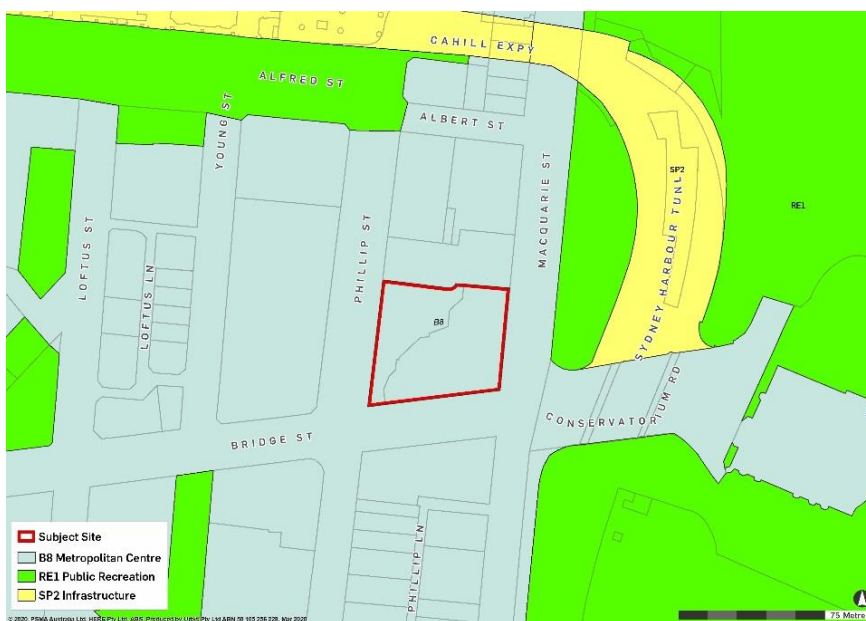 CAHILL EXPY
ALFRED ST
YOUNG ST
ALBERT ST
SP2
RE1
LOFTUS ST
LOFTUS LN
PHILLIP ST
MACQUARIE ST
SYDNEY HARBOUR TUNL
B8
CONSERVATORIUM RD
BRIDGE ST
PHILLIP LN
Subject Site
B8 Metropolitan Centre
RE1 Public Recreation
SP2 Infrastructure
75 Metre